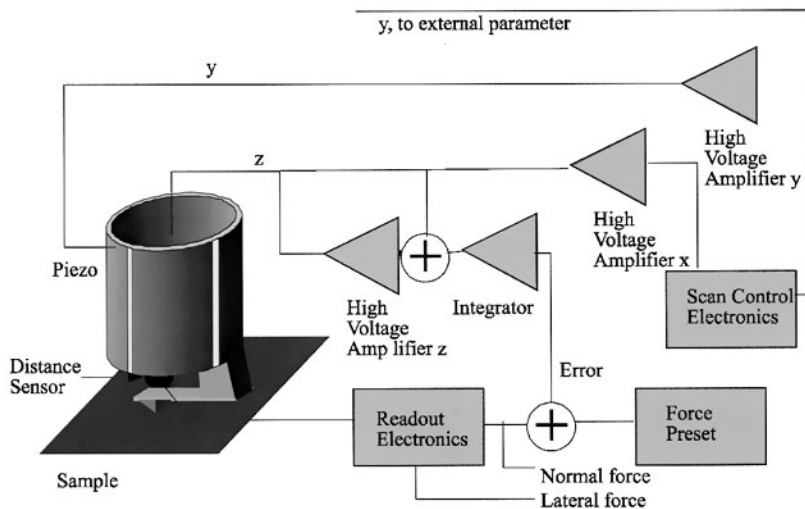 y, to external parameter
y
High
Voltage
Amplifier y
z
High
Voltage
Amplifier x
Piezo
High
Voltage
Amp lifier z
Integrator
Scan Control
Electronics
Distance
Sensor
Error
Readout
Electronics
Force
Preset
Sample
Normal force
Lateral force